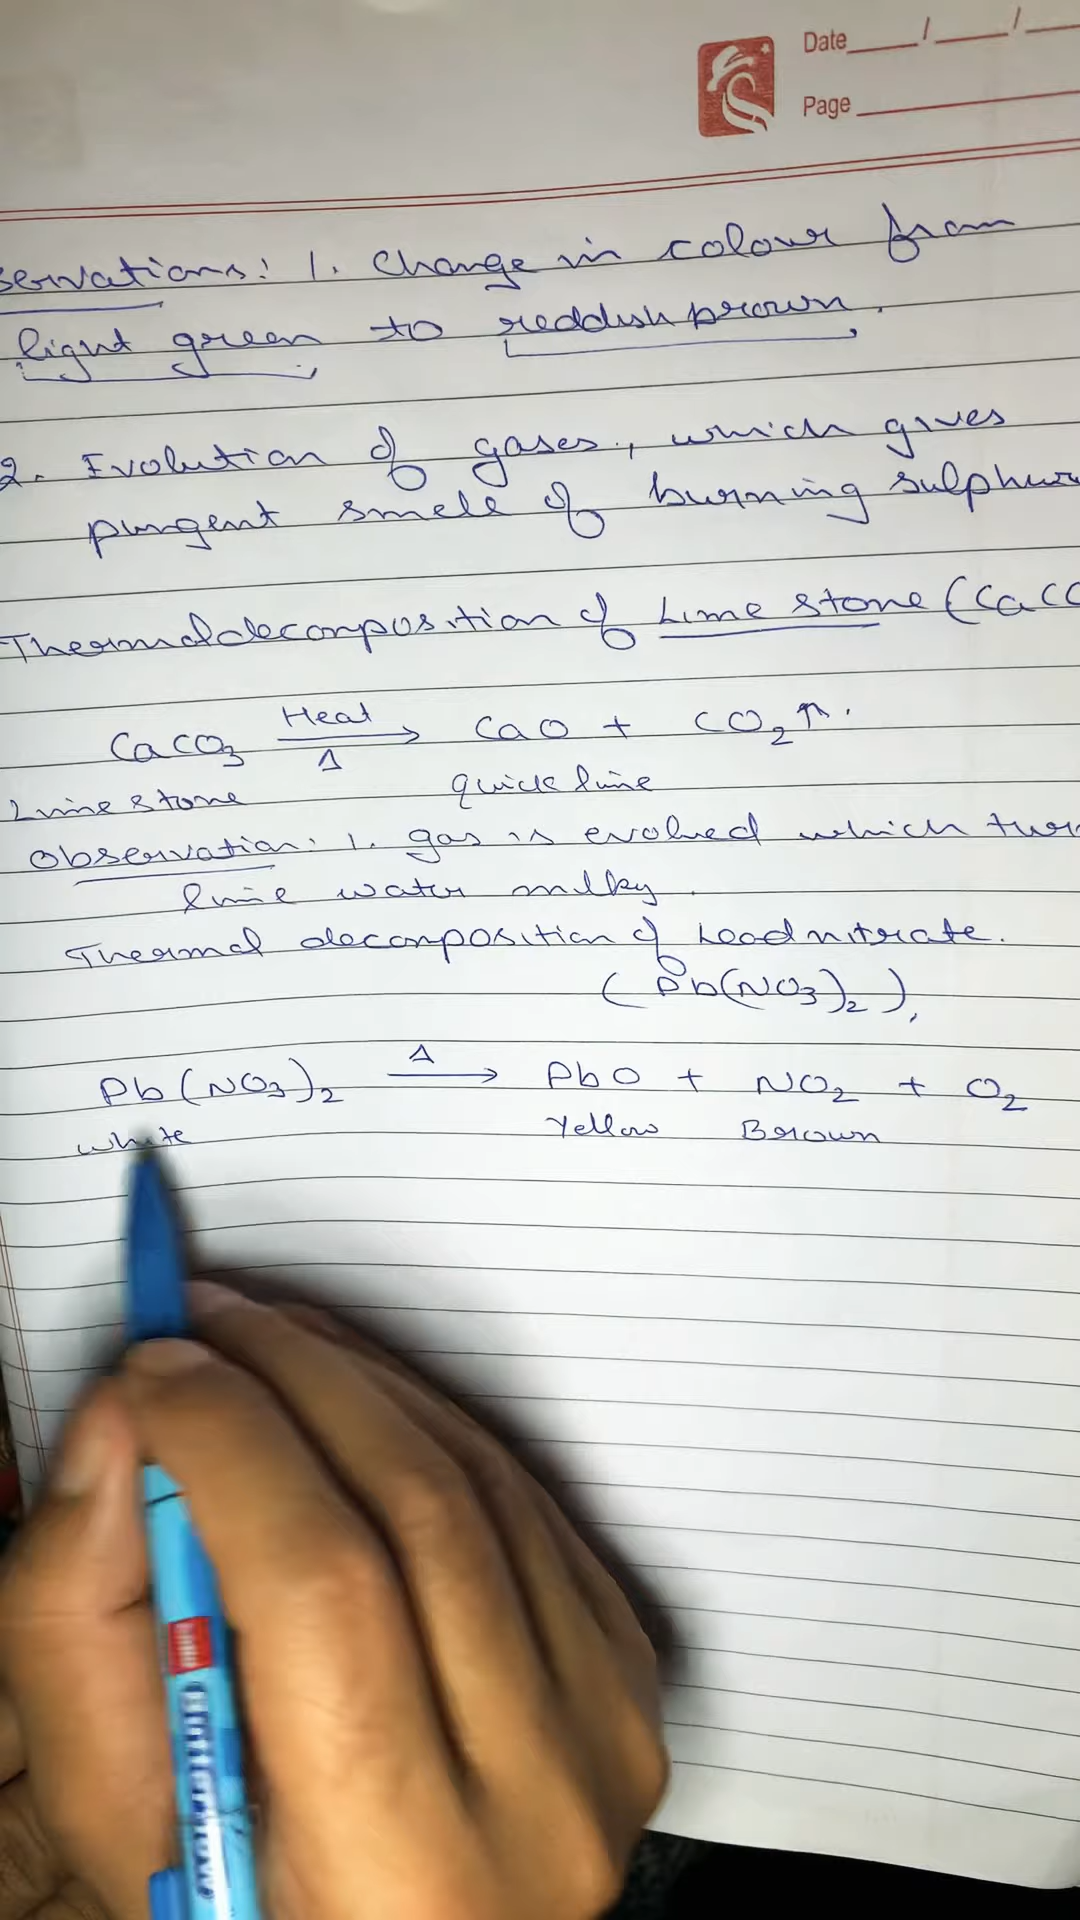 Date / /
Page
servations: 1. Change in colour from
light green to reddish brown.
2. Evolution of gases, which gives
pungent smell of burning sulphur
Thermal decomposition of Lime stone (CaCO
CaCO3 Heat Δ → CaO + CO2↑.
Lime stone quick lime
Observation: 1. gas is evolved which turn
lime water milky.
Thermal decomposition of Lead nitrate.
(Pb(NO3)2),
Pb(NO3)2 Δ → PbO + NO2 + O2
White Yellow Brown